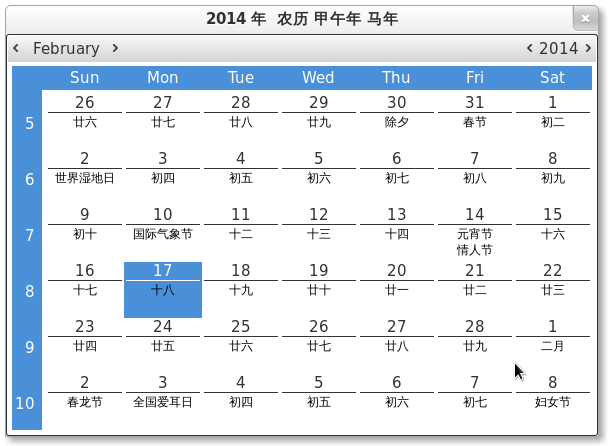 2014 年 农历 甲午年 马年
February 2014
Sun Mon Tue Wed Thu Fri Sat
26 27 28 29 30 31 1
5 廿六 廿七 廿八 廿九 除夕 春节 初二
2 3 4 5 6 7 8
6 世界湿地日 初四 初五 初六 初七 初八 初九
9 10 11 12 13 14 15
7 初十 国际气象节 十二 十三 十四 元宵节 十六
情人节
16 17 18 19 20 21 22
8 十七 十八 十九 廿十 廿一 廿二 廿三
23 24 25 26 27 28 1
9 廿四 廿五 廿六 廿七 廿八 廿九 二月
2 3 4 5 6 7 8
10 春龙节 全国爱耳日 初四 初五 初六 初七 妇女节